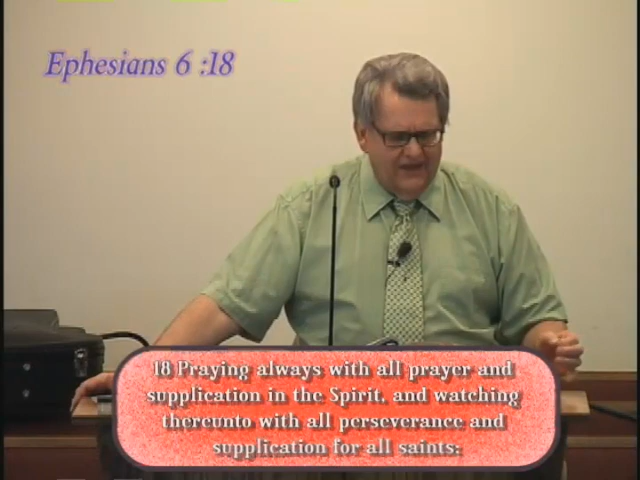 Ephesians 6 :18
18 Praying always with all prayer and
supplication in the Spirit, and watching
thereunto with all perseverance and
supplication for all saints: